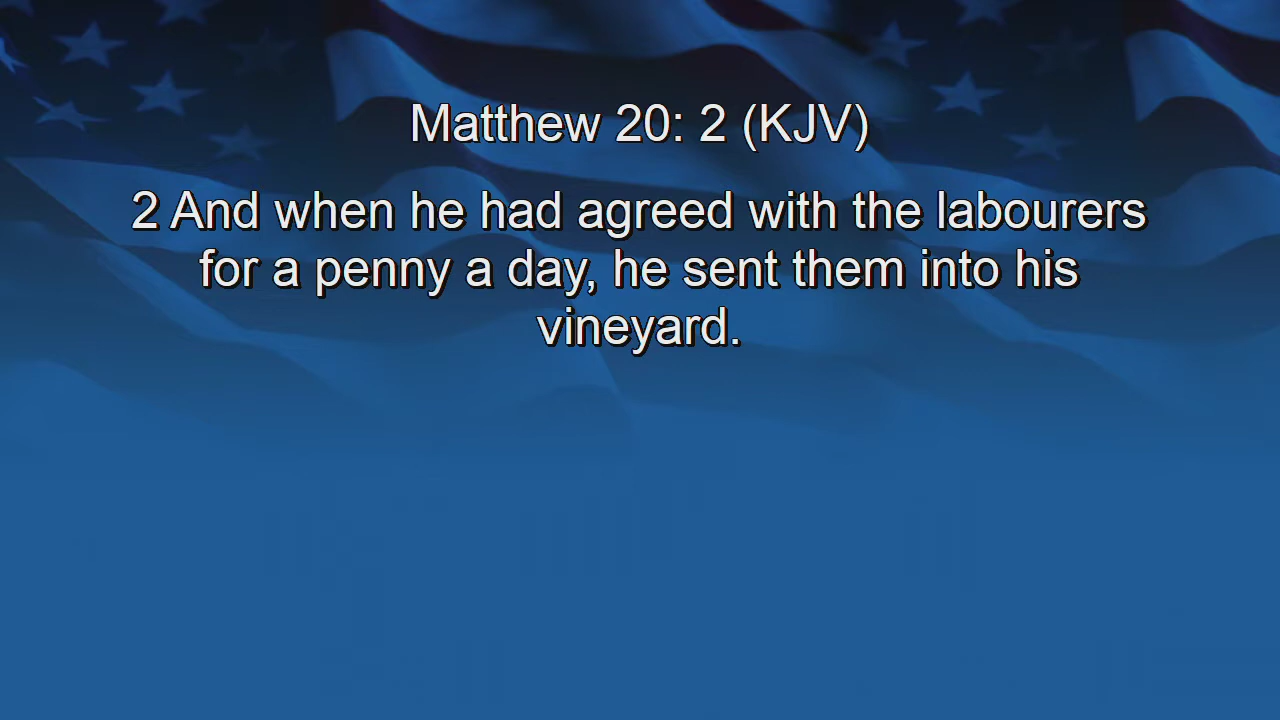 Matthew 20: 2 (KJV)
2 And when he had agreed with the labourers
for a penny a day, he sent them into his
vineyard.